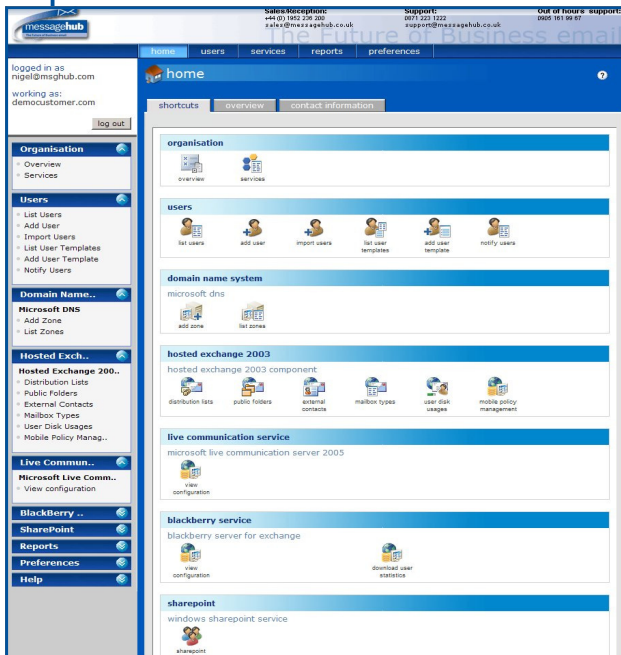 messagehub
Sales/Reception:
+44 (0) 1952 236 200
sales@messagehub.co.uk
Support:
0871 223 1222
support@messagehub.co.uk
Out of hours support:
0905 161 99 67
The Future of Business email
home users services reports preferences
logged in as
nigel@msghub.com
working as:
democustomer.com
log out
Organisation
Overview
Services
Users
List Users
Add User
Import Users
List User Templates
Add User Template
Notify Users
Domain Name..
Microsoft DNS
Add Zone
List Zones
Hosted Exch..
Hosted Exchange 200..
Distribution Lists
Public Folders
External Contacts
Mailbox Types
User Disk Usages
Mobile Policy Manag..
Live Commun..
Microsoft Live Comm..
View configuration
BlackBerry ..
SharePoint
Reports
Preferences
Help
home
?
shortcuts overview contact information
organisation
overview services
users
list users add user import users list user templates add user template notify users
domain name system
microsoft dns
add zone list zones
hosted exchange 2003
hosted exchange 2003 component
distribution lists public folders external contacts mailbox types user disk usages mobile policy management
live communication service
microsoft live communication server 2005
view
configuration
blackberry service
blackberry server for exchange
view configuration download user statistics
sharepoint
windows sharepoint service
sharepoint